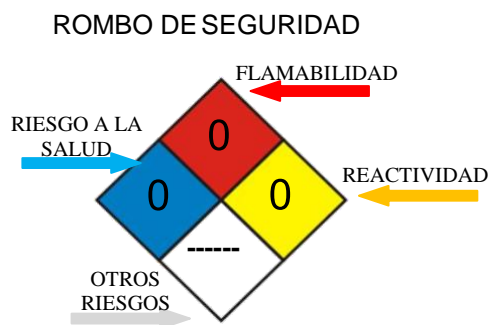 ROMBO DE SEGURIDAD
FLAMABILIDAD
0
RIESGO A LA
SALUD
0
0
REACTIVIDAD
------
OTROS
RIESGOS